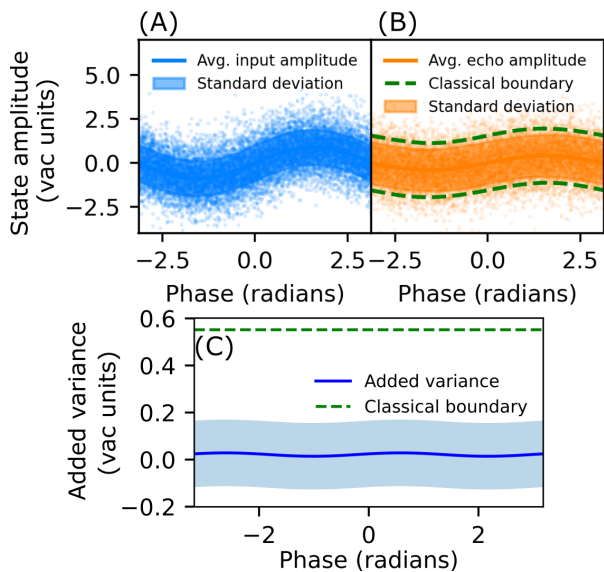 (A)
(B)
Avg. input amplitude
Standard deviation
Avg. echo amplitude
Classical boundary
Standard deviation
State amplitude
(vac units)
5.0
2.5
0.0
−2.5
−2.5
0.0
2.5
−2.5
0.0
2.5
Phase (radians)
Phase (radians)
(C)
Added variance
Classical boundary
Added variance
(vac units)
0.6
0.4
0.2
0.0
−0.2
−2
0
2
Phase (radians)